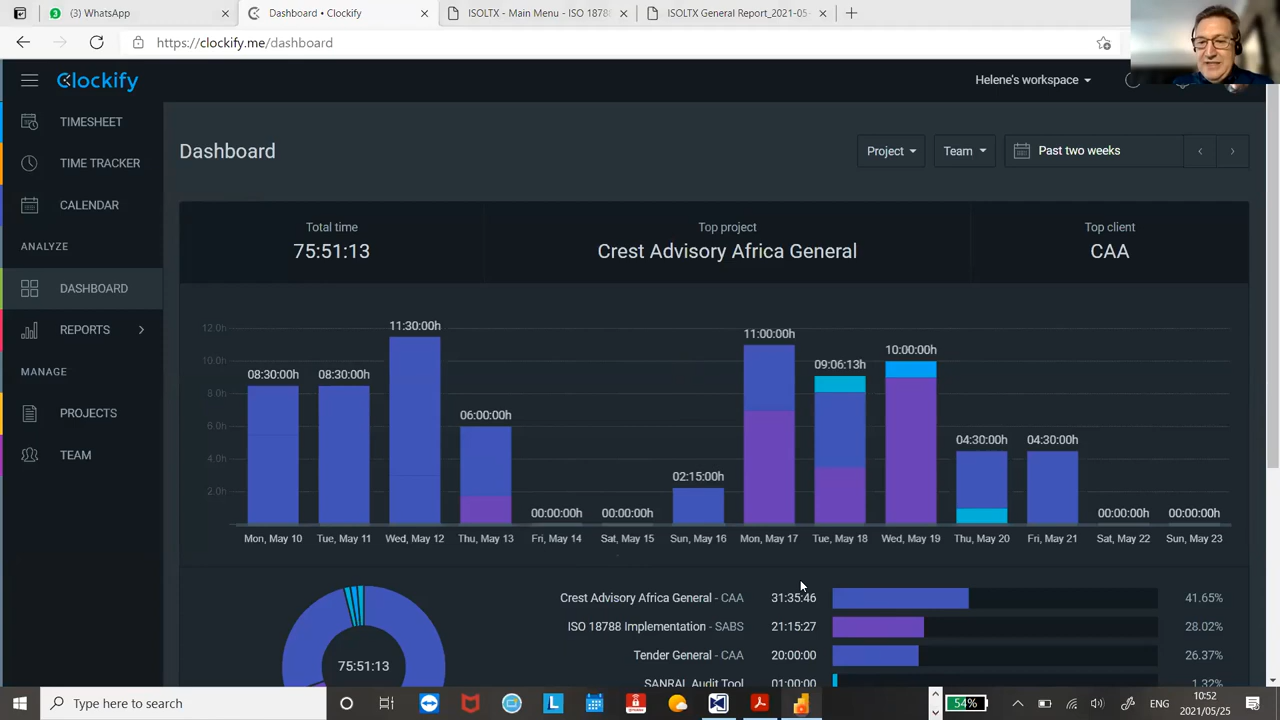 (3) WhatsApp
Dashboard • Clockify
ISOLTX - Main Menu - ISO 18788
ISOLTX General Report_2021-05-
https://clockify.me/dashboard
Clockify
Helene's workspace
TIMESHEET
TIME TRACKER
CALENDAR
ANALYZE
DASHBOARD
REPORTS
MANAGE
PROJECTS
TEAM
Dashboard
Project
Team
Past two weeks
Total time
75:51:13
Top project
Crest Advisory Africa General
Top client
CAA
12.0h
10.0h
8.0h
6.0h
4.0h
2.0h
08:30:00h
08:30:00h
11:30:00h
06:00:00h
00:00:00h
00:00:00h
02:15:00h
11:00:00h
09:06:13h
10:00:00h
04:30:00h
04:30:00h
00:00:00h
00:00:00h
Mon, May 10
Tue, May 11
Wed, May 12
Thu, May 13
Fri, May 14
Sat, May 15
Sun, May 16
Mon, May 17
Tue, May 18
Wed, May 19
Thu, May 20
Fri, May 21
Sat, May 22
Sun, May 23
75:51:13
Crest Advisory Africa General - CAA 31:35:46 41.65%
ISO 18788 Implementation - SABS 21:15:27 28.02%
Tender General - CAA 20:00:00 26.37%
SANRAL Audit Tool 01:00:00 1.32%
Type here to search
L
54%
ENG
10:52
2021/05/25